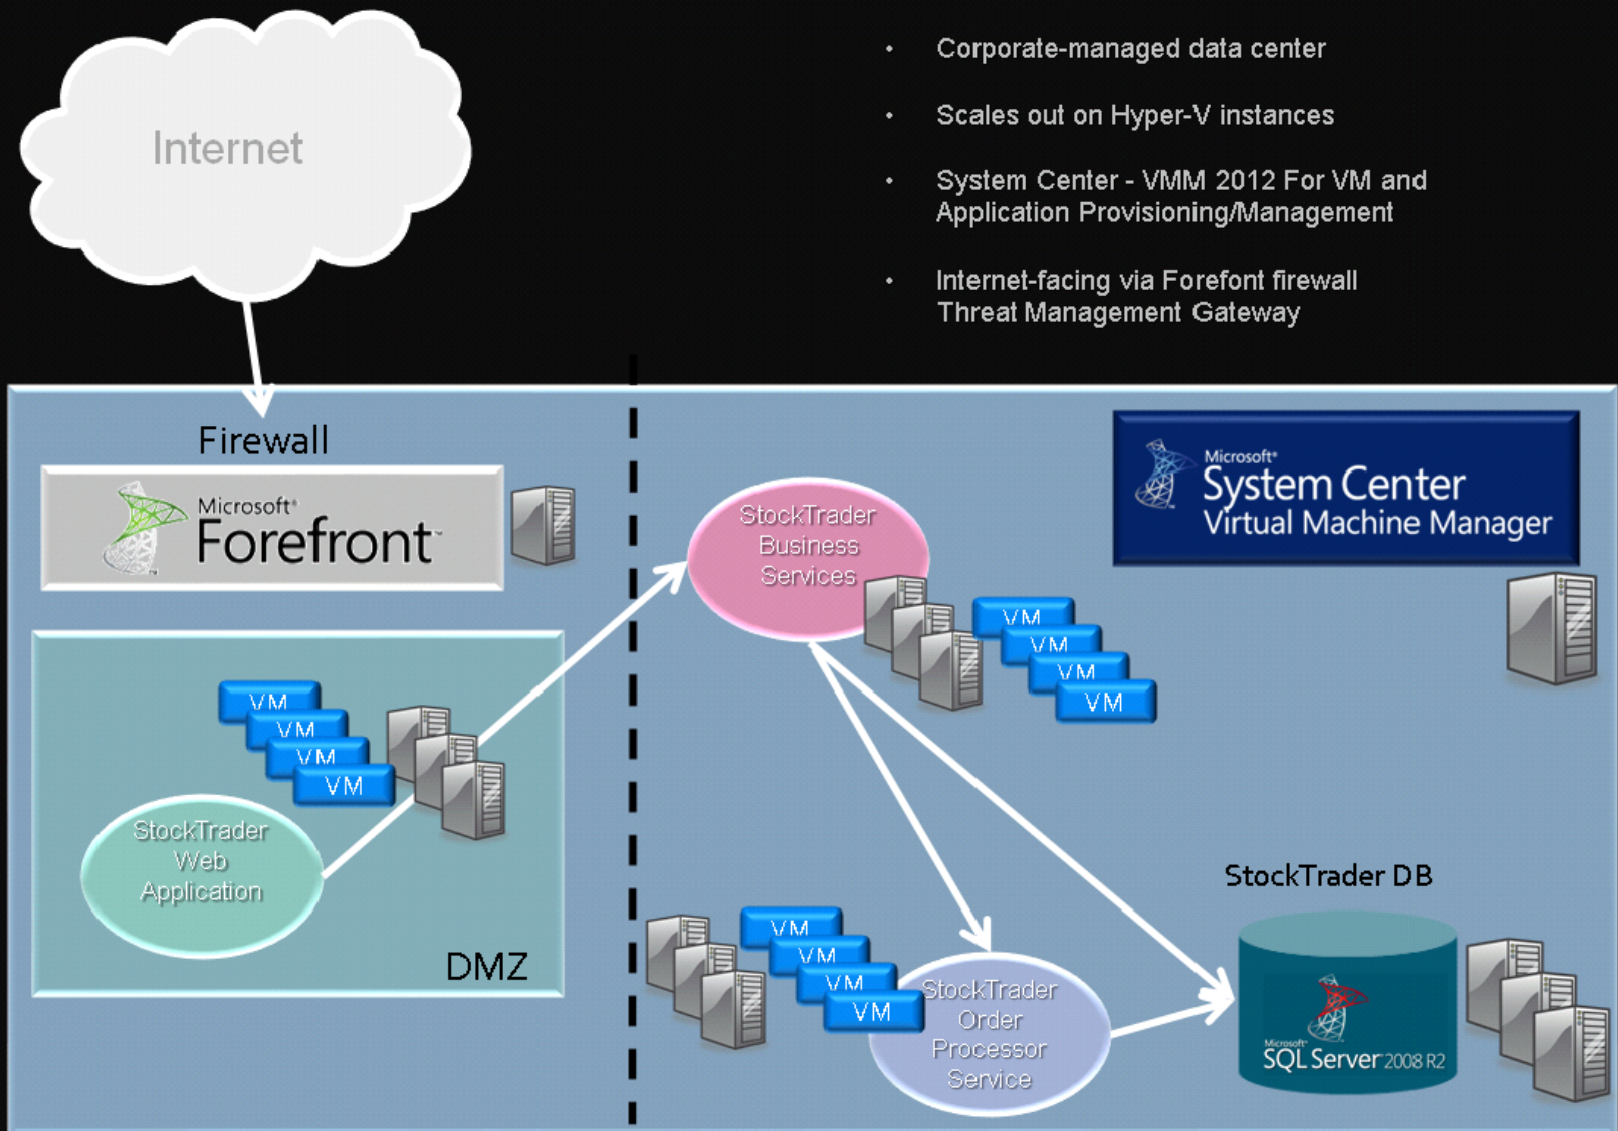 Internet
• Corporate-managed data center
• Scales out on Hyper-V instances
• System Center - VMM 2012 For VM and
Application Provisioning/Management
• Internet-facing via Forefont firewall
Threat Management Gateway
Firewall
Microsoft®
Forefront™
Microsoft®
System Center
Virtual Machine Manager
StockTrader
Business
Services
VM
VM
VM
VM
VM
VM
VM
VM
StockTrader
Web
Application
DMZ
VM
VM
VM
VM
StockTrader
Order
Processor
Service
StockTrader DB
Microsoft®
SQL Server® 2008 R2